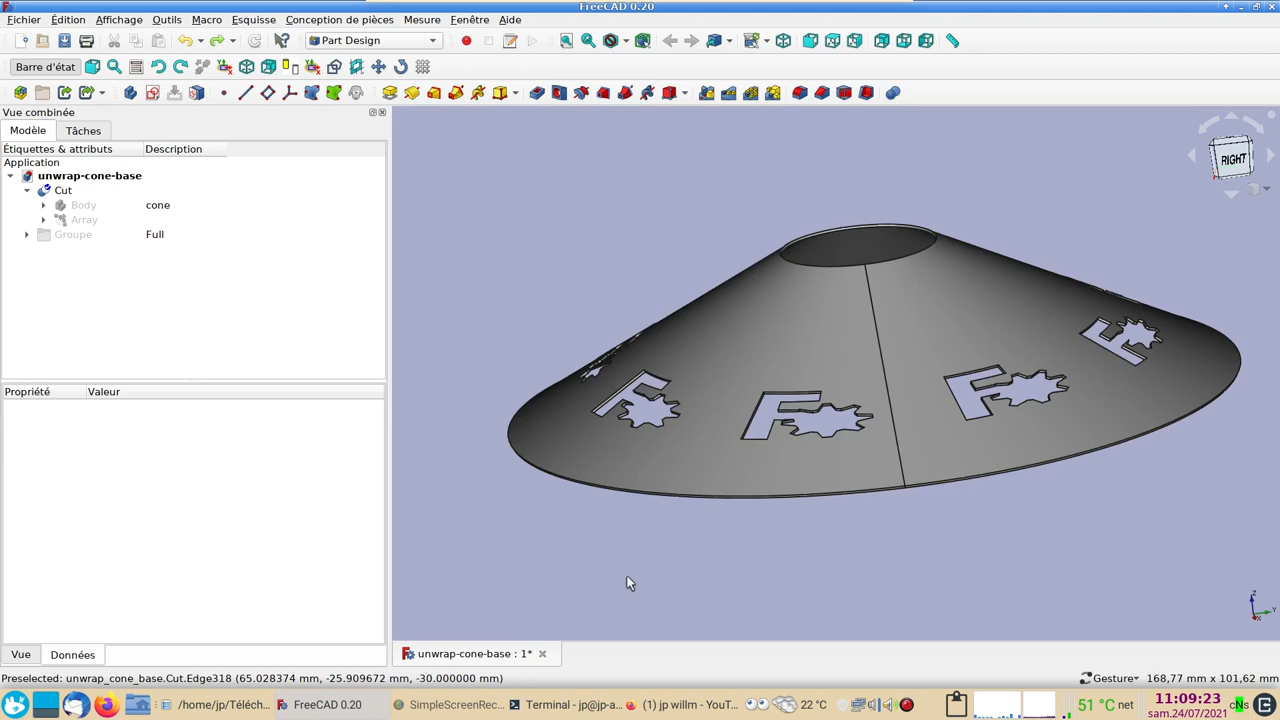 FreeCAD 0.20
Fichier Édition Affichage Outils Macro Esquisse Conception de pièces Mesure Fenêtre Aide
Part Design
Barre d'état
Vue combinée
Modèle Tâches
Étiquettes & attributs Description
Application
unwrap-cone-base
Cut
Body cone
Array
Groupe Full
RIGHT
F
F
F
F
Propriété Valeur
Z
Y
X
Vue Données
unwrap-cone-base : 1*
Preselected: unwrap_cone_base.Cut.Edge318 (65.028374 mm, -25.909672 mm, -30.000000 mm)
Gesture 168,77 mm x 101,62 mm
/home/jp/Téléch... FreeCAD 0.20 SimpleScreenRec... Terminal - jp@jp-a... (1) jp willm - YouT... 22 °C 51 °C net 11:09:23 cNs
sam.24/07/2021